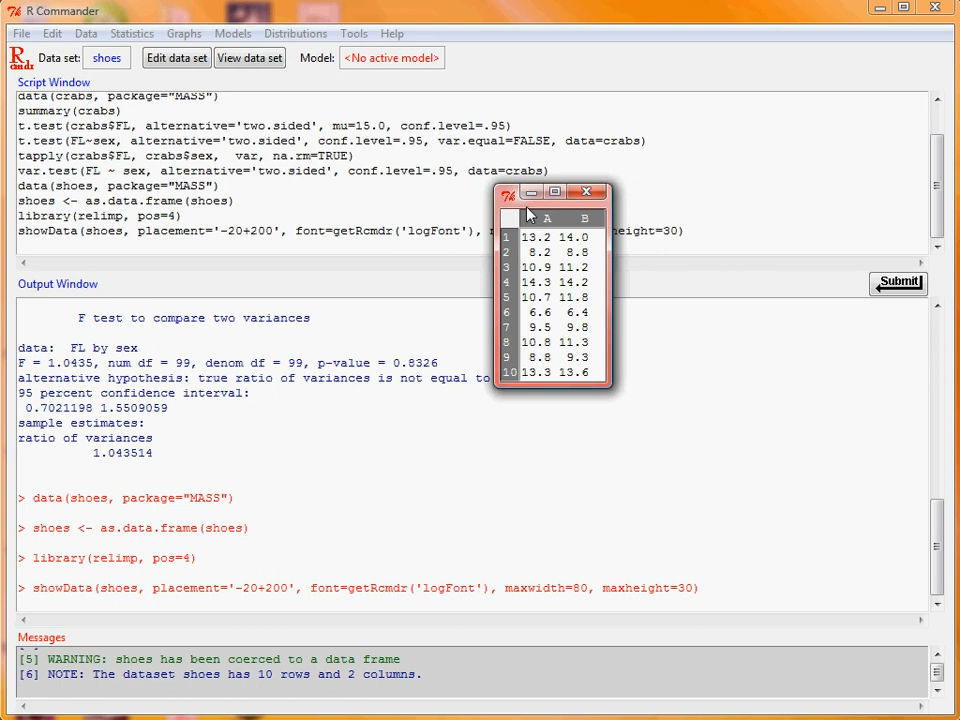 R Commander
File Edit Data Statistics Graphs Models Distributions Tools Help
R cmdr Data set: shoes Edit data set View data set Model: <No active model>
Script Window
data(crabs, package="MASS")
summary(crabs)
t.test(crabs$FL, alternative='two.sided', mu=15.0, conf.level=.95)
t.test(FL~sex, alternative='two.sided', conf.level=.95, var.equal=FALSE, data=crabs)
tapply(crabs$FL, crabs$sex,  var, na.rm=TRUE)
var.test(FL ~ sex, alternative='two.sided', conf.level=.95, data=crabs)
data(shoes, package="MASS")
shoes <- as.data.frame(shoes)
library(relimp, pos=4)
showData(shoes, placement='-20+200', font=getRcmdr('logFont'), m
eight=30)
A B
1 13.2 14.0
2 8.2 8.8
3 10.9 11.2
4 14.3 14.2
5 10.7 11.8
6 6.6 6.4
7 9.5 9.8
8 10.8 11.3
9 8.8 9.3
10 13.3 13.6
Output Window
Submit
F test to compare two variances
data:  FL by sex
F = 1.0435, num df = 99, denom df = 99, p-value = 0.8326
alternative hypothesis: true ratio of variances is not equal to
95 percent confidence interval:
0.7021198 1.5509059
sample estimates:
ratio of variances
1.043514
> data(shoes, package="MASS")
> shoes <- as.data.frame(shoes)
> library(relimp, pos=4)
> showData(shoes, placement='-20+200', font=getRcmdr('logFont'), maxwidth=80, maxheight=30)
Messages
[5] WARNING: shoes has been coerced to a data frame
[6] NOTE: The dataset shoes has 10 rows and 2 columns.